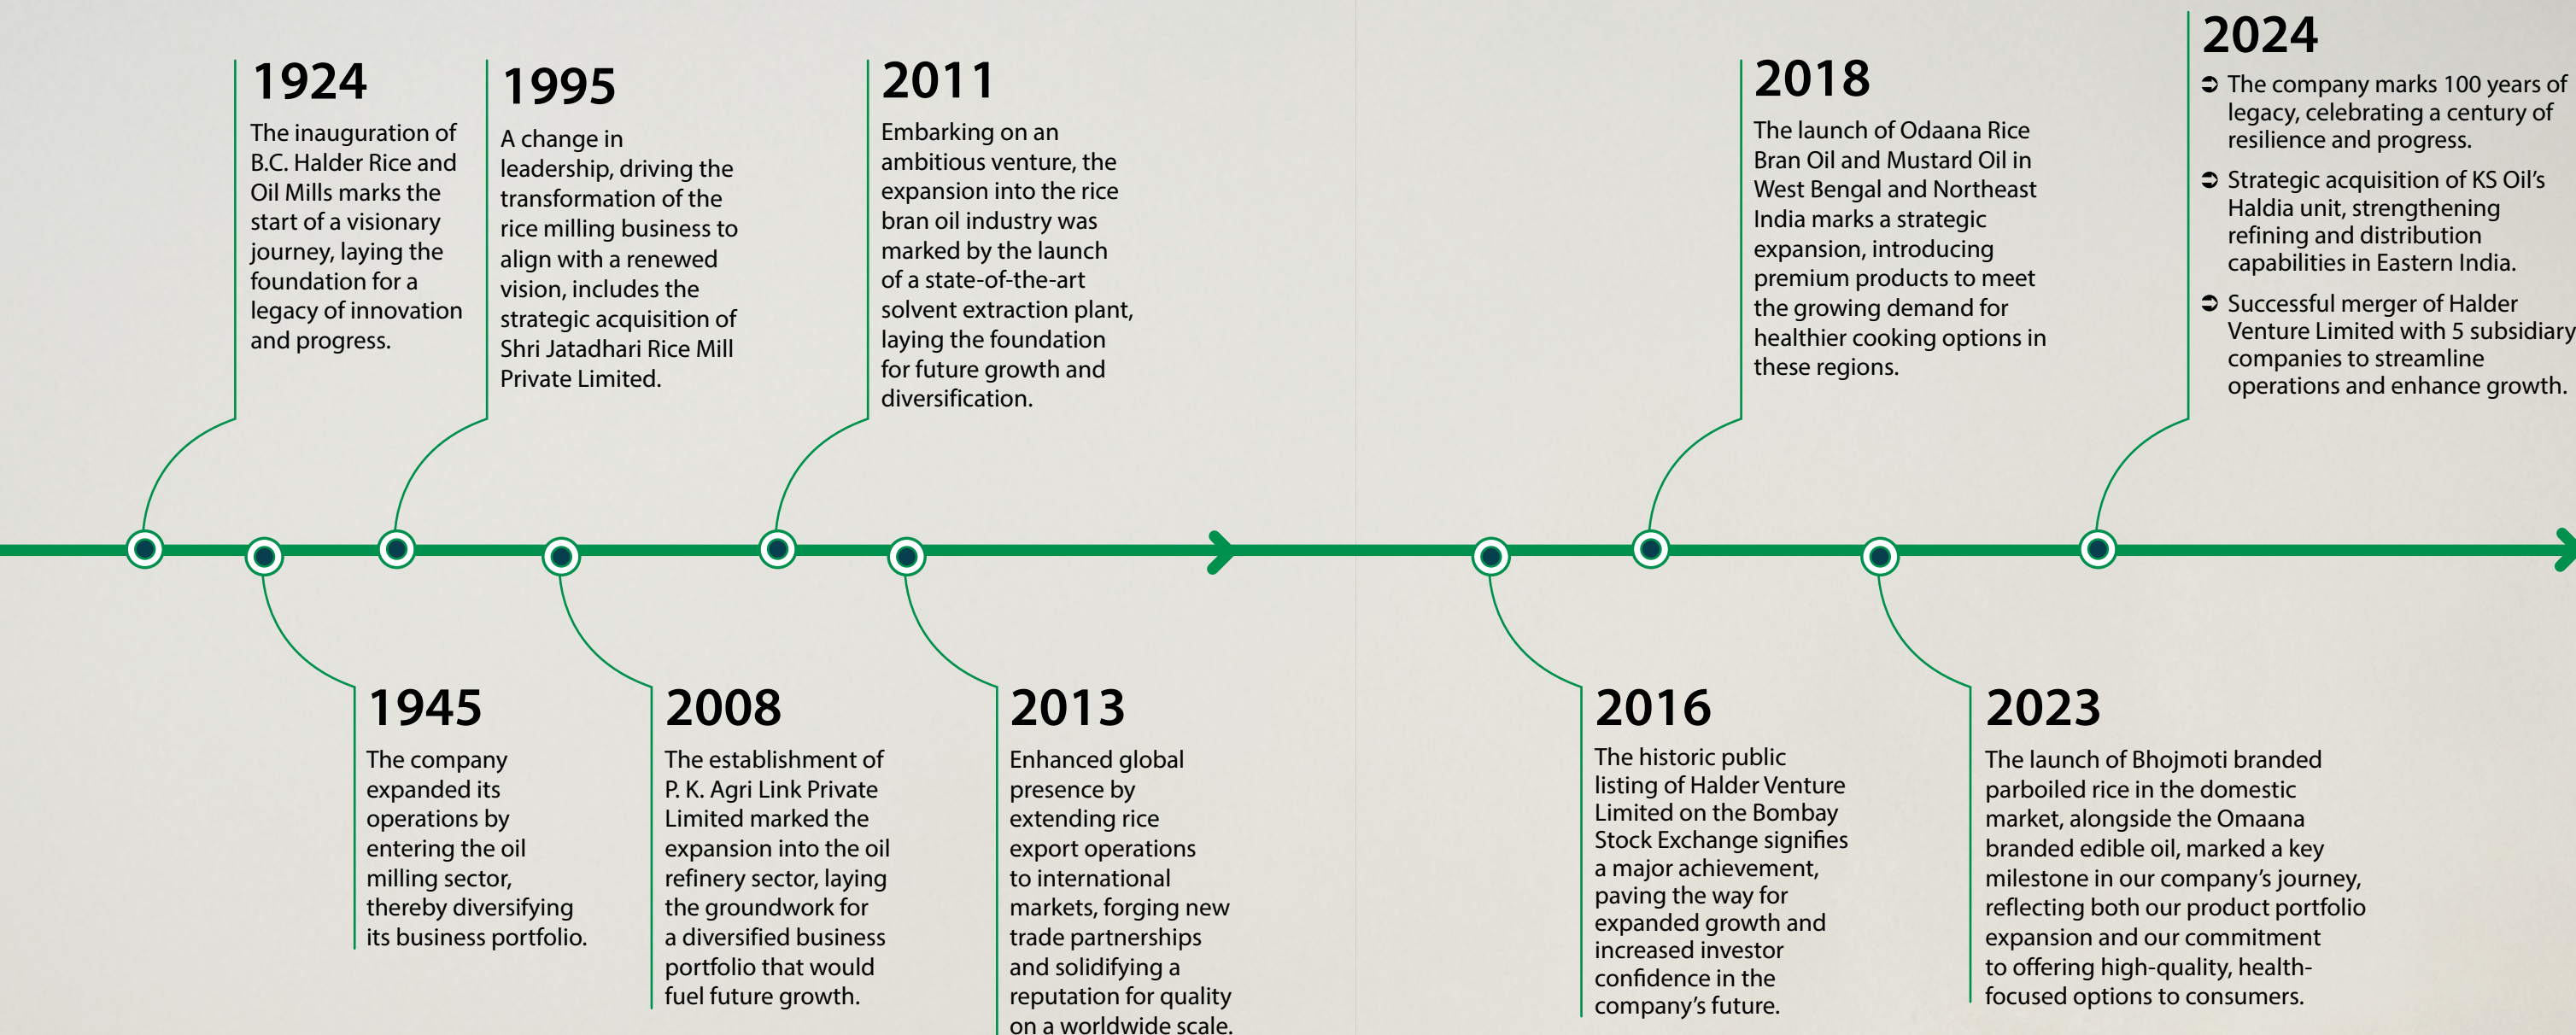 1924
The inauguration of
B.C. Halder Rice and
Oil Mills marks the
start of a visionary
journey, laying the
foundation for a
legacy of innovation
and progress.
1945
The company
expanded its
operations by
entering the oil
milling sector,
thereby diversifying
its business portfolio.
1995
A change in
leadership, driving the
transformation of the
rice milling business to
align with a renewed
vision, includes the
strategic acquisition of
Shri Jatadhari Rice Mill
Private Limited.
2008
The establishment of
P. K. Agri Link Private
Limited marked the
expansion into the oil
refinery sector, laying
the groundwork for
a diversified business
portfolio that would
fuel future growth.
2011
Embarking on an
ambitious venture, the
expansion into the rice
bran oil industry was
marked by the launch
of a state-of-the-art
solvent extraction plant,
laying the foundation
for future growth and
diversification.
2013
Enhanced global
presence by
extending rice
export operations
to international
markets, forging new
trade partnerships
and solidifying a
reputation for quality
on a worldwide scale.
2016
The historic public
listing of Halder Venture
Limited on the Bombay
Stock Exchange signifies
a major achievement,
paving the way for
expanded growth and
increased investor
confidence in the
company’s future.
2018
The launch of Odaana Rice
Bran Oil and Mustard Oil in
West Bengal and Northeast
India marks a strategic
expansion, introducing
premium products to meet
the growing demand for
healthier cooking options in
these regions.
2023
The launch of Bhojmoti branded
parboiled rice in the domestic
market, alongside the Omaana
branded edible oil, marked a key
milestone in our company’s journey,
reflecting both our product portfolio
expansion and our commitment
to offering high-quality, health-
focused options to consumers.
2024
➲ The company marks 100 years of
legacy, celebrating a century of
resilience and progress.
➲ Strategic acquisition of KS Oil’s
Haldia unit, strengthening
refining and distribution
capabilities in Eastern India.
➲ Successful merger of Halder
Venture Limited with 5 subsidiary
companies to streamline
operations and enhance growth.